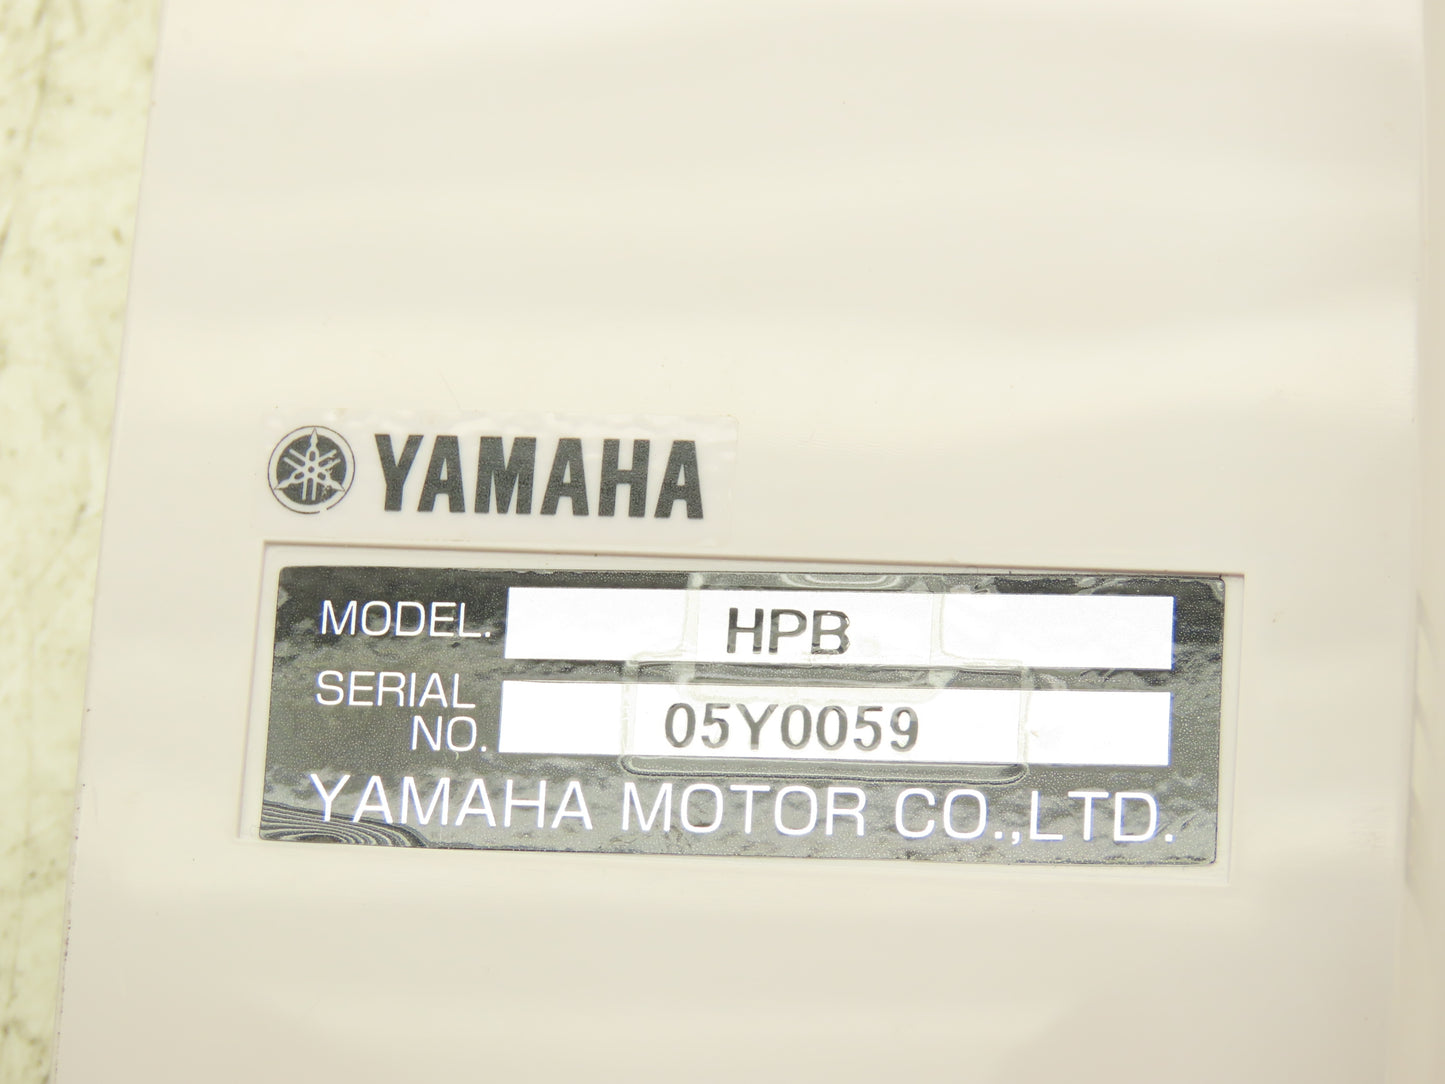 YAMAHA
MODEL. HPB
SERIAL NO. 05Y0059
YAMAHA MOTOR CO.,LTD.